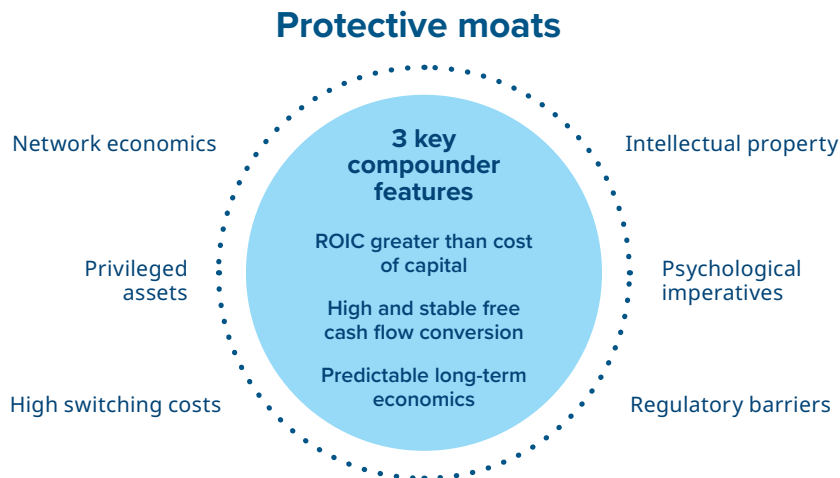 Protective moats
Network economics
Privileged
assets
High switching costs
3 key
compounder
features
ROIC greater than cost
of capital
High and stable free
cash flow conversion
Predictable long-term
economics
Intellectual property
Psychological
imperatives
Regulatory barriers